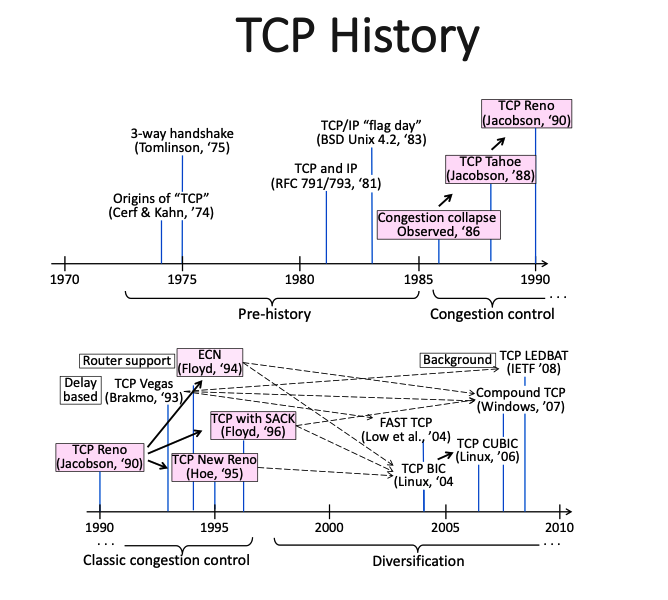 TCP History
TCP Reno
(Jacobson, ‘90)
TCP/IP “flag day”
(BSD Unix 4.2, ‘83)
3-way handshake
(Tomlinson, ‘75)
TCP Tahoe
(Jacobson, ’88)
TCP and IP
(RFC 791/793, ‘81)
Origins of “TCP”
(Cerf & Kahn, ’74)
Congestion collapse
Observed, ‘86
1970
1975
1980
1985
1990
Pre-history
Congestion control
. . .
Router support
ECN
(Floyd, ‘94)
Background
TCP LEDBAT
(IETF ’08)
Delay
based
TCP Vegas
(Brakmo, ‘93)
Compound TCP
(Windows, ’07)
TCP with SACK
(Floyd, ‘96)
FAST TCP
(Low et al., ’04)
TCP Reno
(Jacobson, ‘90)
TCP New Reno
(Hoe, ‘95)
TCP BIC
(Linux, ‘04
TCP CUBIC
(Linux, ’06)
1990
1995
2000
2005
2010
. . .
Classic congestion control
Diversification
. . .